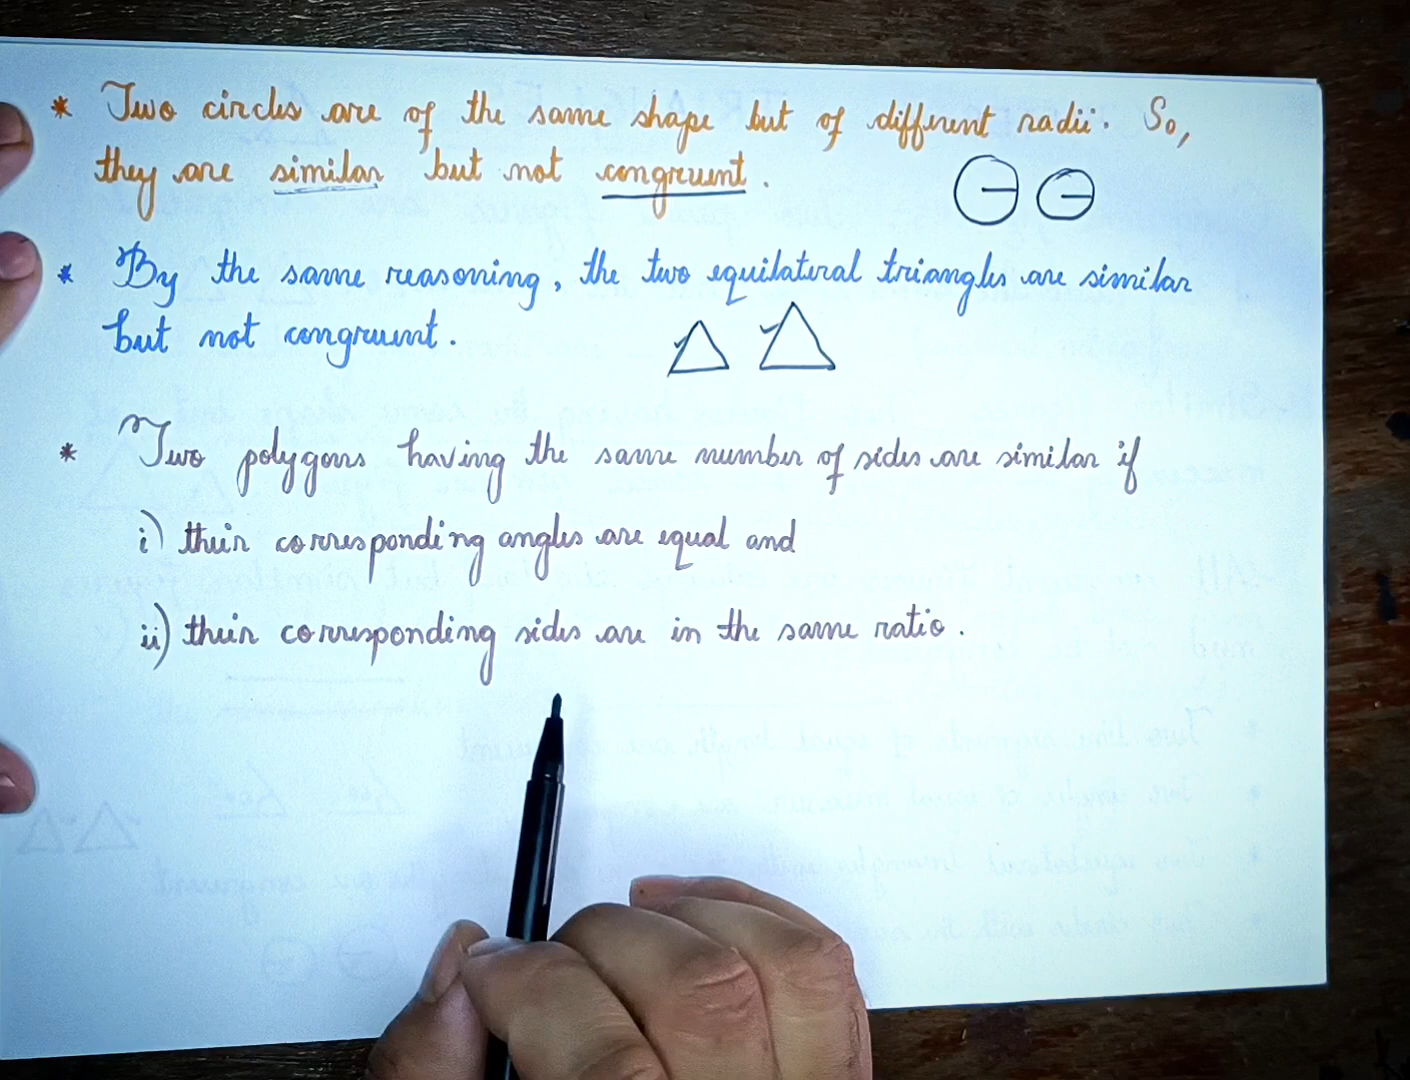 * Two circles are of the same shape but of different radii. So,
they are similar but not congruent.
* By the same reasoning, the two equilateral triangles are similar
but not congruent.
* Two polygons having the same number of sides are similar if
i) their corresponding angles are equal and
ii) their corresponding sides are in the same ratio.